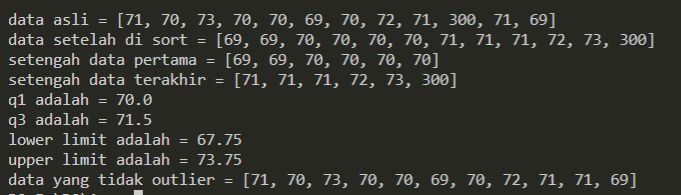 data asli = [71, 70, 73, 70, 70, 69, 70, 72, 71, 300, 71, 69]
data setelah di sort = [69, 69, 70, 70, 70, 70, 71, 71, 71, 72, 73, 300]
setengah data pertama = [69, 69, 70, 70, 70, 70]
setengah data terakhir = [71, 71, 71, 72, 73, 300]
q1 adalah = 70.0
q3 adalah = 71.5
lower limit adalah = 67.75
upper limit adalah = 73.75
data yang tidak outlier = [71, 70, 73, 70, 70, 69, 70, 72, 71, 71, 69]